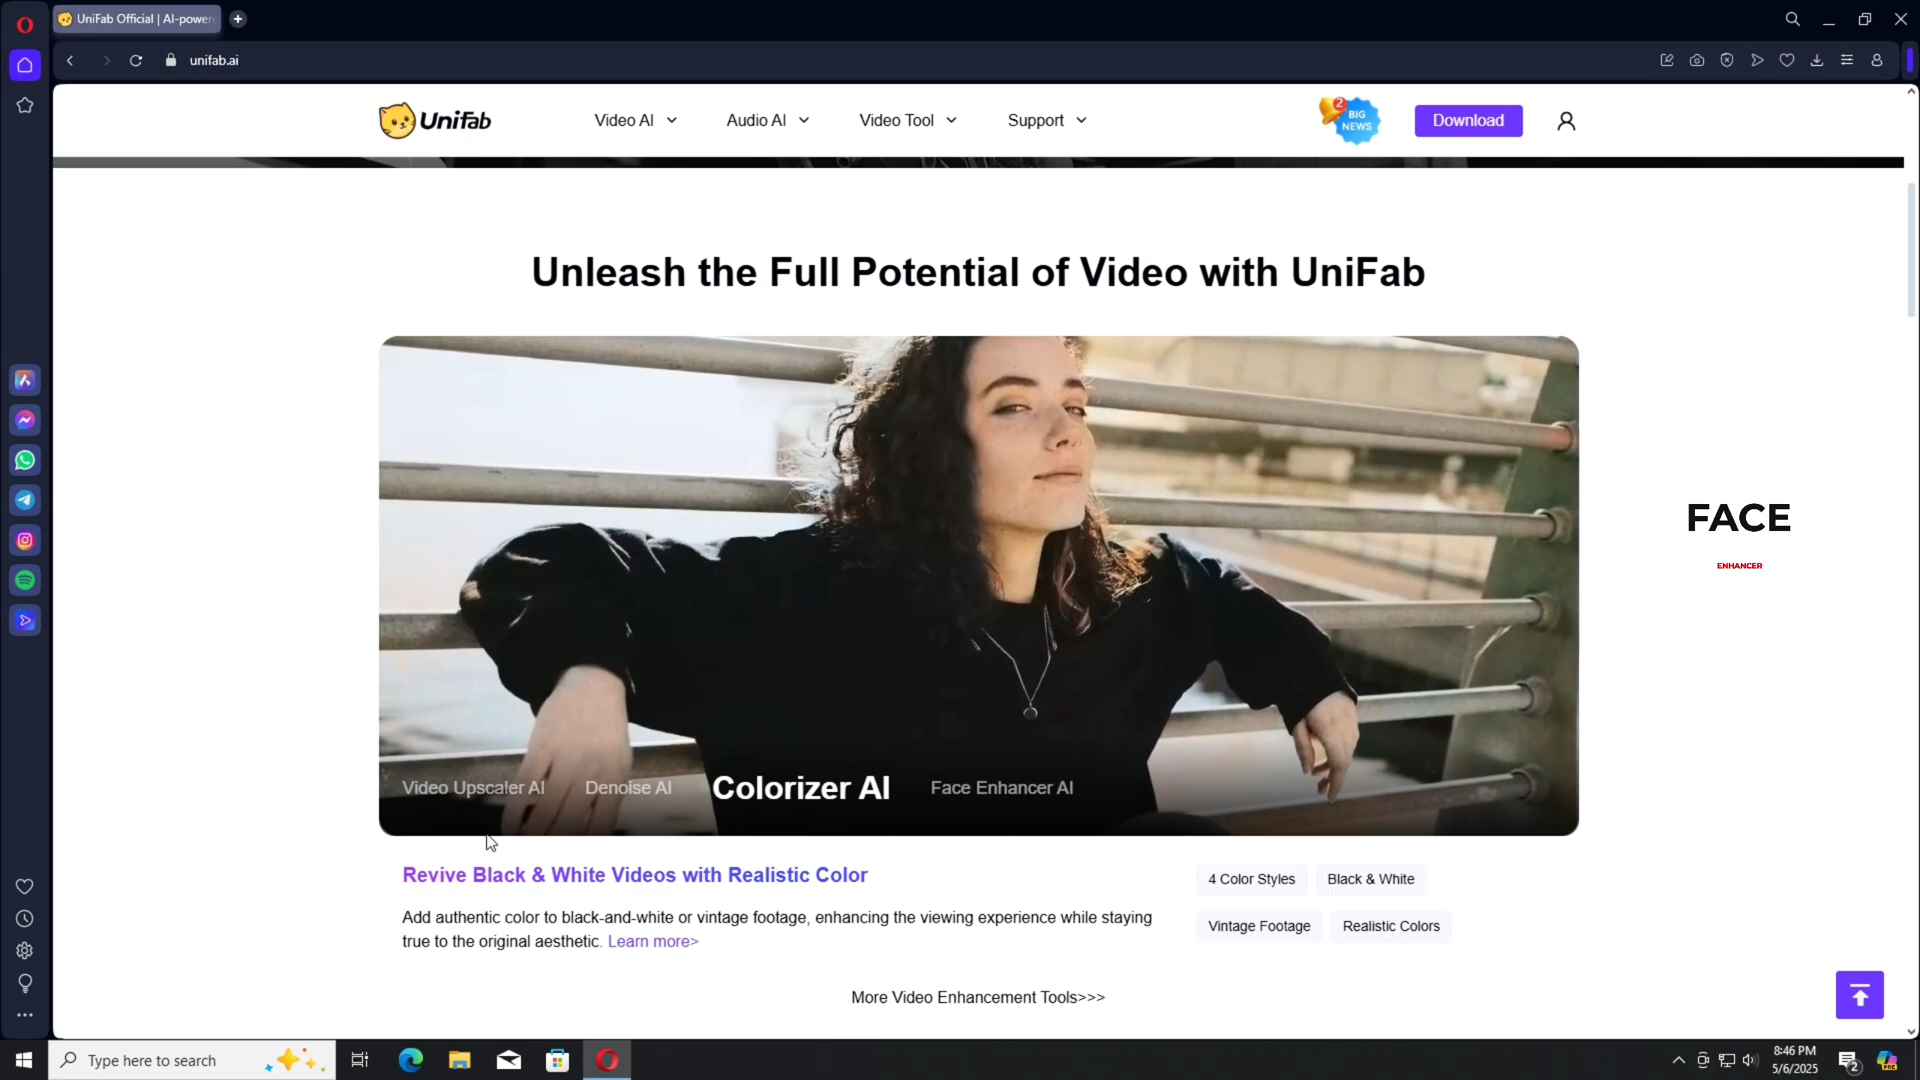 UniFab Official | AI-power
unifab.ai
UniFab
Video AI
Audio AI
Video Tool
Support
2
BIG
NEWS
Download
Unleash the Full Potential of Video with UniFab
FACE
ENHANCER
Video Upscaler AI
Denoise AI
Colorizer AI
Face Enhancer AI
Revive Black & White Videos with Realistic Color
4 Color Styles
Black & White
Add authentic color to black-and-white or vintage footage, enhancing the viewing experience while staying
true to the original aesthetic. Learn more>
Vintage Footage
Realistic Colors
More Video Enhancement Tools>>>
Type here to search
8:46 PM
5/6/2025
2
PRE